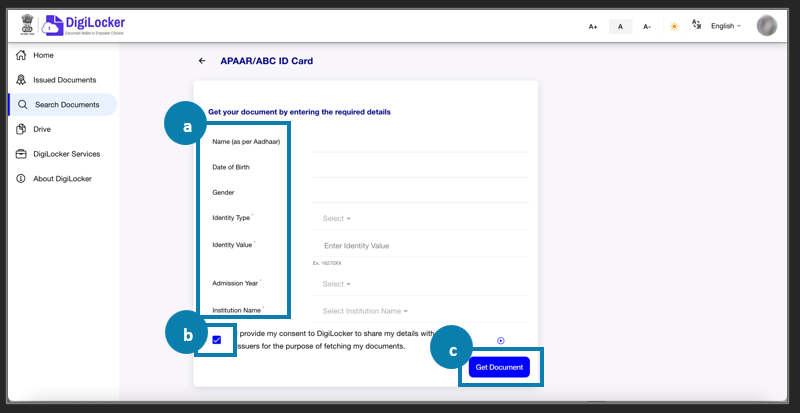 DigiLocker
Document Wallet to Empower Citizens
A+ A A- English
Home
Issued Documents
Search Documents
Drive
DigiLocker Services
About DigiLocker
APAAR/ABC ID Card
Get your document by entering the required details
a
Name (as per Aadhaar)
Date of Birth
Gender
Identity Type * Select
Identity Value * Enter Identity Value
Admission Year * Select
Institution Name * Select Institution Name
b
provide my consent to DigiLocker to share my details with
ssuers for the purpose of fetching my documents.
c
Get Document